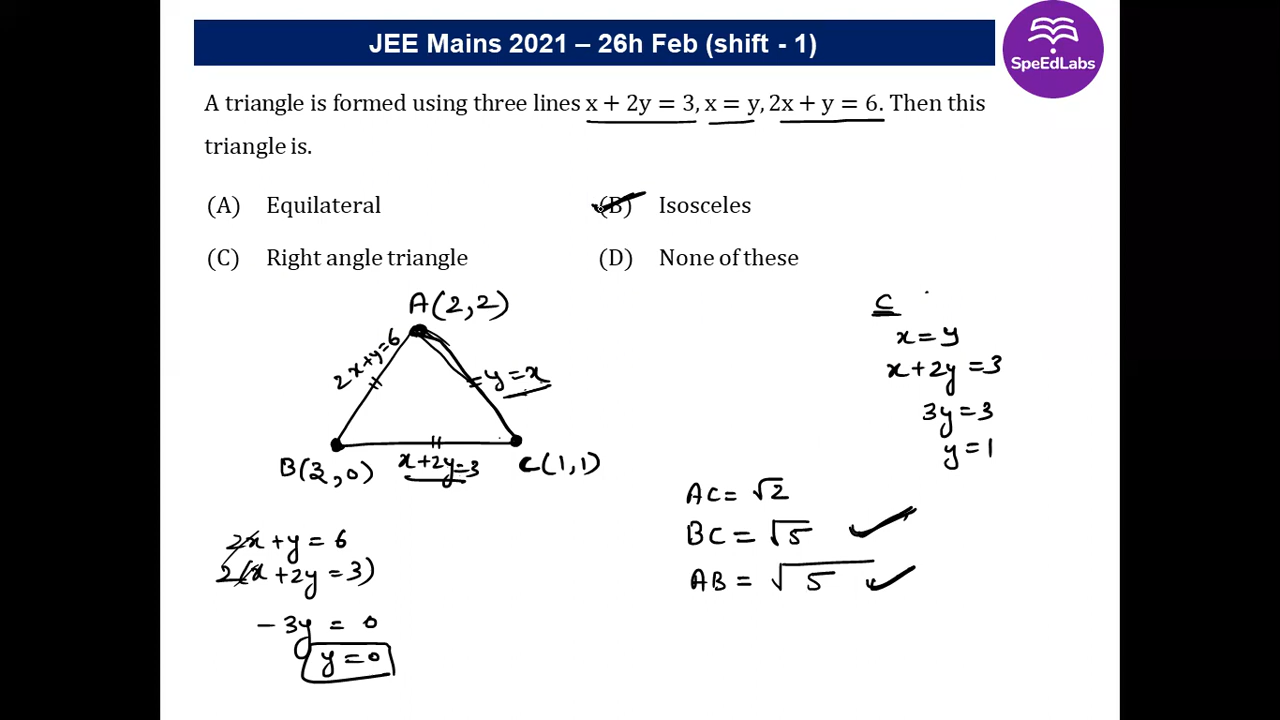 JEE Mains 2021 – 26h Feb (shift - 1)
SpeEdLabs
A triangle is formed using three lines x + 2y = 3, x = y, 2x + y = 6. Then this
triangle is.
(A) Equilateral
(B) Isosceles
(C) Right angle triangle
(D) None of these
A(2,2)
2x+y=6
y=x
B(3,0)
x+2y=3
C(1,1)
C
x=y
x+2y=3
3y=3
y=1
AC=√2
BC=√5
AB=√5
2x+y=6
2(x+2y=3)
-3y=0
y=0